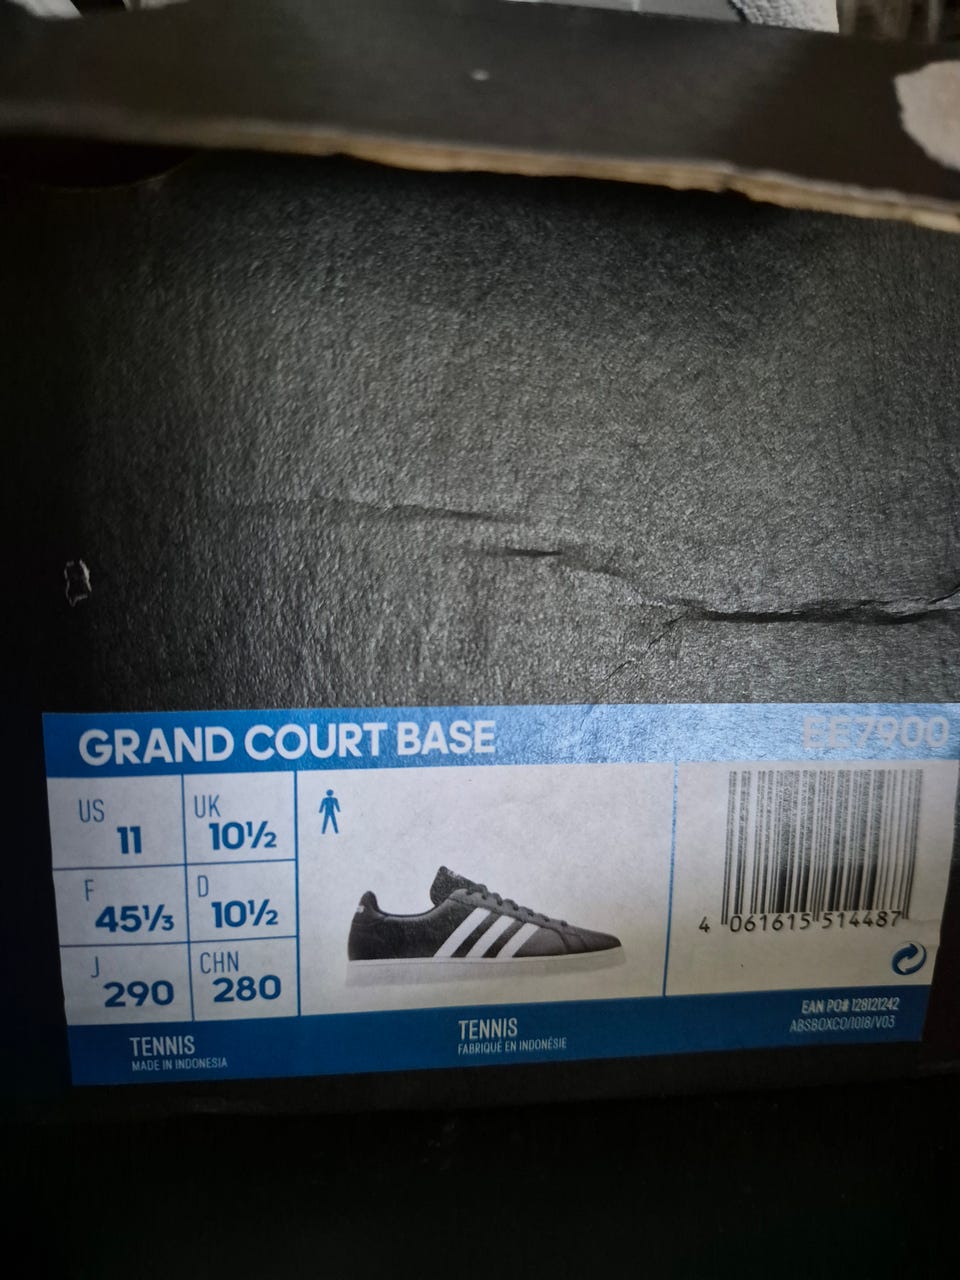 GRAND COURT BASE
EE7900
US
11
UK
10½
F
45⅓
D
10½
J
290
CHN
280
4 061615 514487
EAN PO# 128121242
ABSBOXCO/1018/V03
TENNIS
MADE IN INDONESIA
TENNIS
FABRIQUÉ EN INDONÉSIE